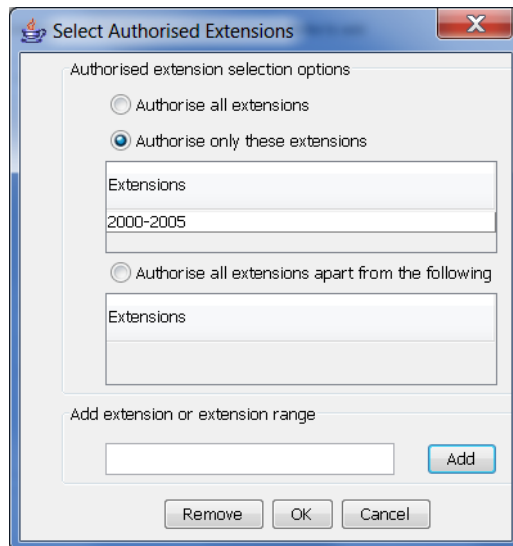 Select Authorised Extensions
Authorised extension selection options
Authorise all extensions
Authorise only these extensions
Extensions
2000-2005
Authorise all extensions apart from the following
Extensions
Add extension or extension range
Add
Remove OK Cancel